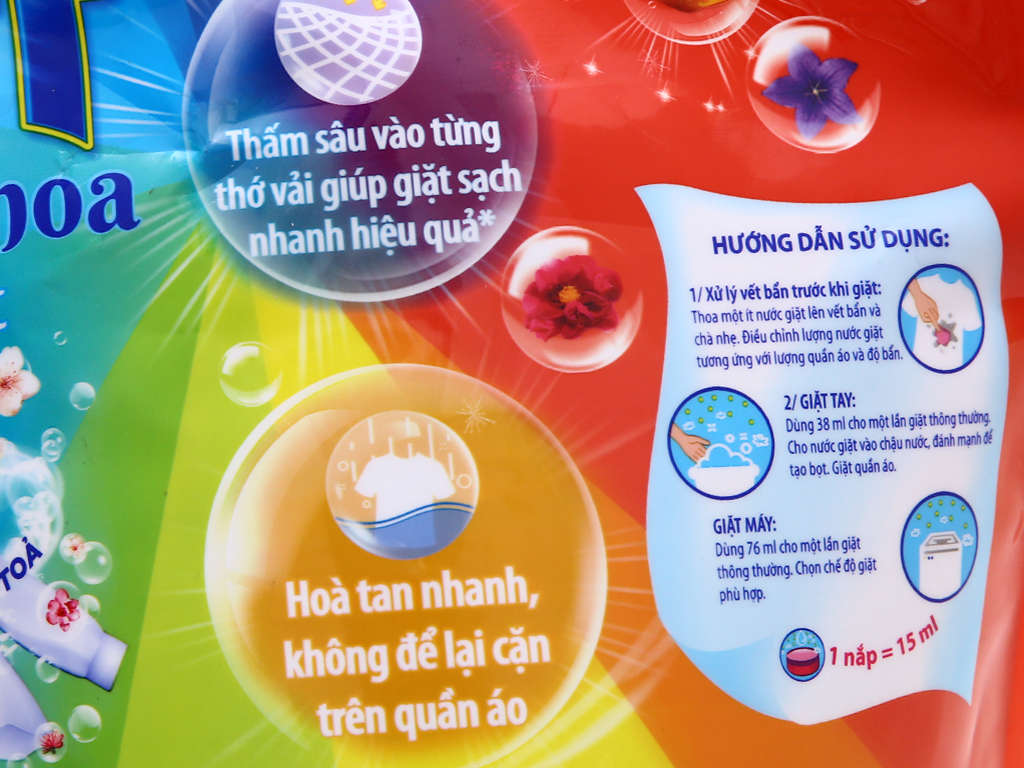 Thấm sâu vào từng
thớ vải giúp giặt sạch
nhanh hiệu quả*
hoa
HƯỚNG DẪN SỬ DỤNG:
1/ Xử lý vết bẩn trước khi giặt:
Thoa một ít nước giặt lên vết bẩn và
chà nhẹ. Điều chỉnh lượng nước giặt
tương ứng với lượng quần áo và độ bẩn.
2/ GIẶT TAY:
Dùng 38 ml cho một lần giặt thông thường.
Cho nước giặt vào chậu nước, đánh mạnh để
tạo bọt. Giặt quần áo.
GIẶT MÁY:
Dùng 76 ml cho một lần giặt
thông thường. Chọn chế độ giặt
phù hợp.
1 nắp = 15 ml
TOẢ
Hoà tan nhanh,
không để lại cặn
trên quần áo